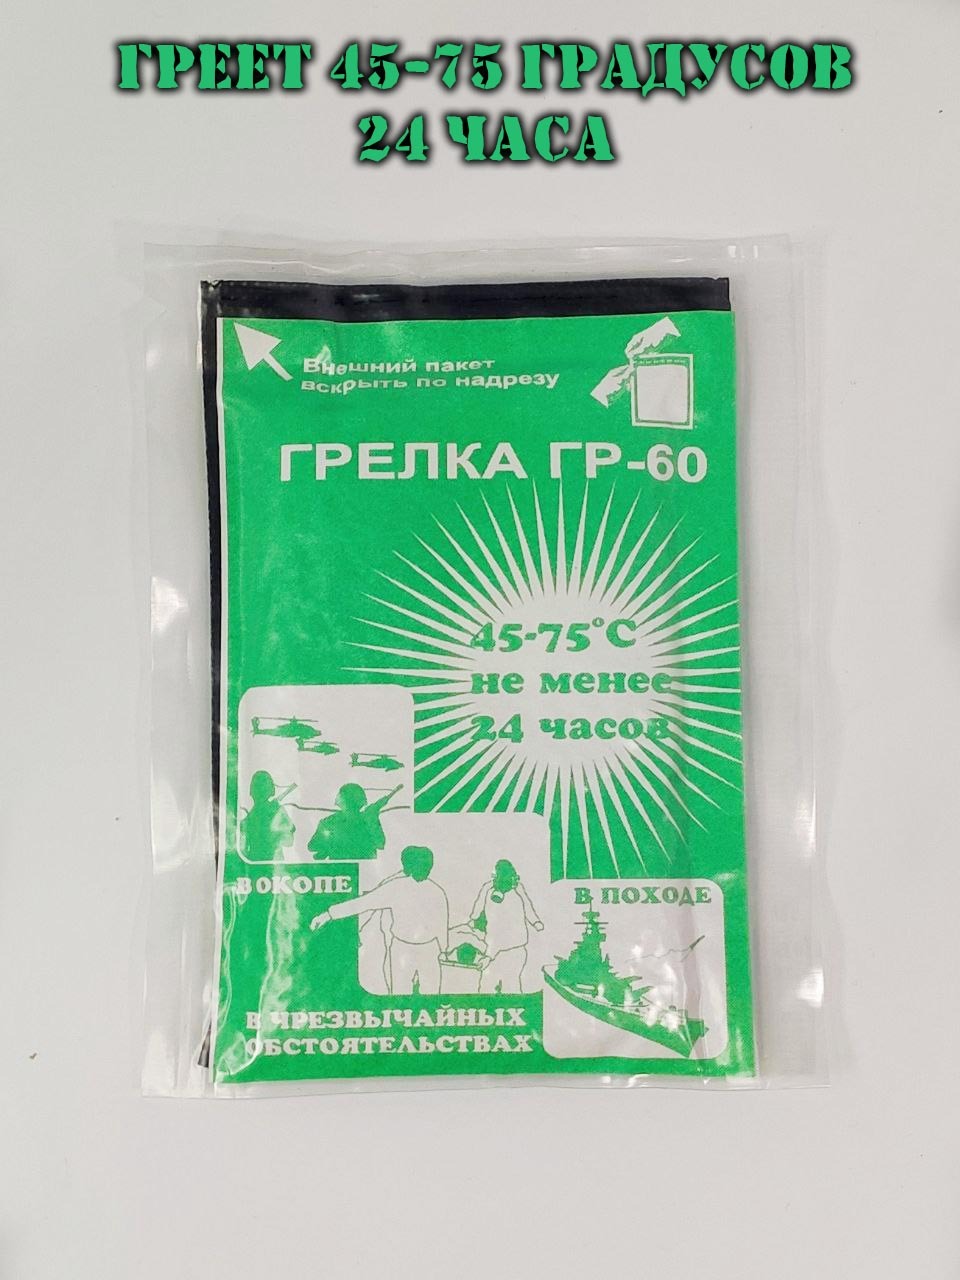 ГРЕЕТ 45-75 ГРАДУСОВ
24 ЧАСА
Внешний пакет
вскрыть по надрезу
ГРЕЛКА ГР-60
45-75°С
не менее
24 часов
В ОКОПЕ
В ПОХОДЕ
В ЧРЕЗВЫЧАЙНЫХ
ОБСТОЯТЕЛЬСТВАХ